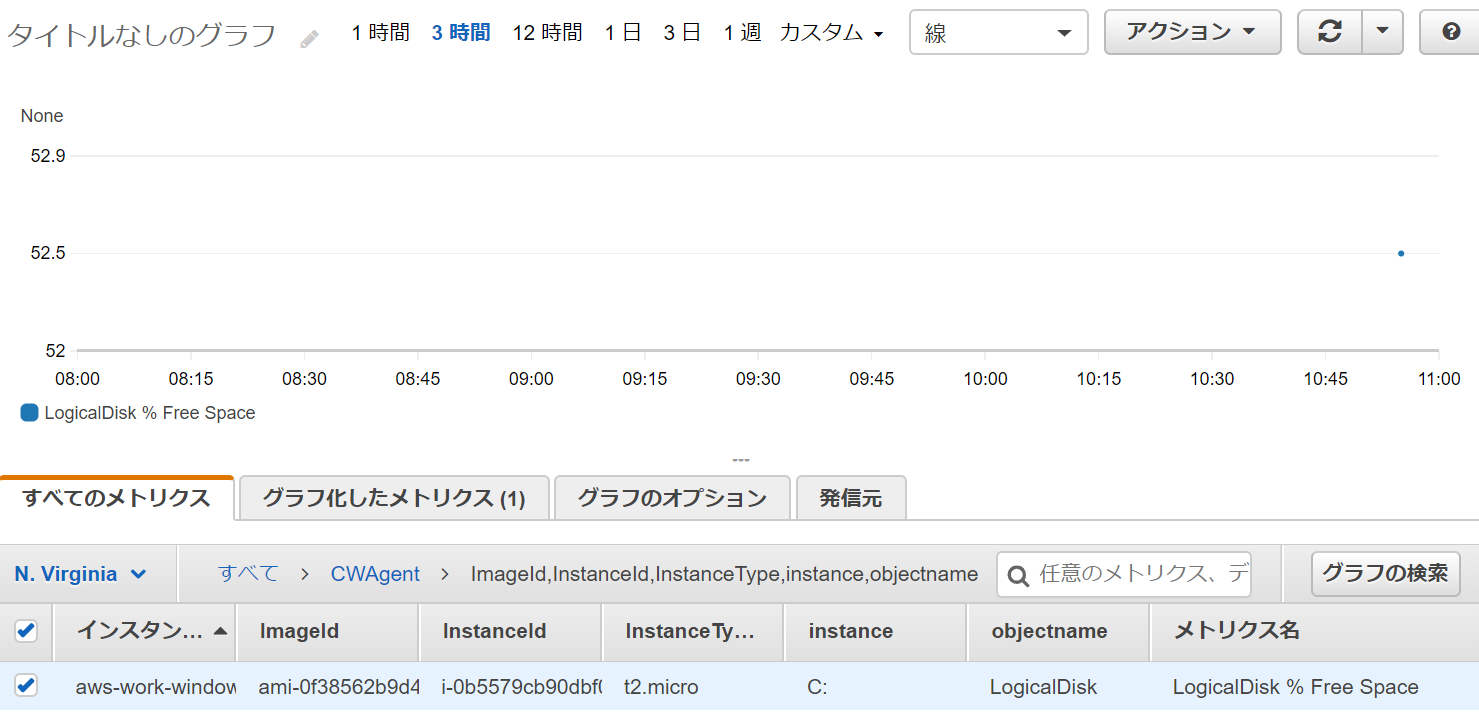 タイトルなしのグラフ 1 時間 3 時間 12 時間 1 日 3 日 1 週 カスタム 線 アクション
None
52.9
52.5
52
08:00 08:15 08:30 08:45 09:00 09:15 09:30 09:45 10:00 10:15 10:30 10:45 11:00
LogicalDisk % Free Space
すべてのメトリクス グラフ化したメトリクス (1) グラフのオプション 発信元
N. Virginia すべて > CWAgent > ImageId,InstanceId,InstanceType,instance,objectname 任意のメトリクス、デ グラフの検索
インスタン... ImageId InstanceId InstanceTy... instance objectname メトリクス名
aws-work-window ami-0f38562b9d4 i-0b5579cb90dbf0 t2.micro C: LogicalDisk LogicalDisk % Free Space